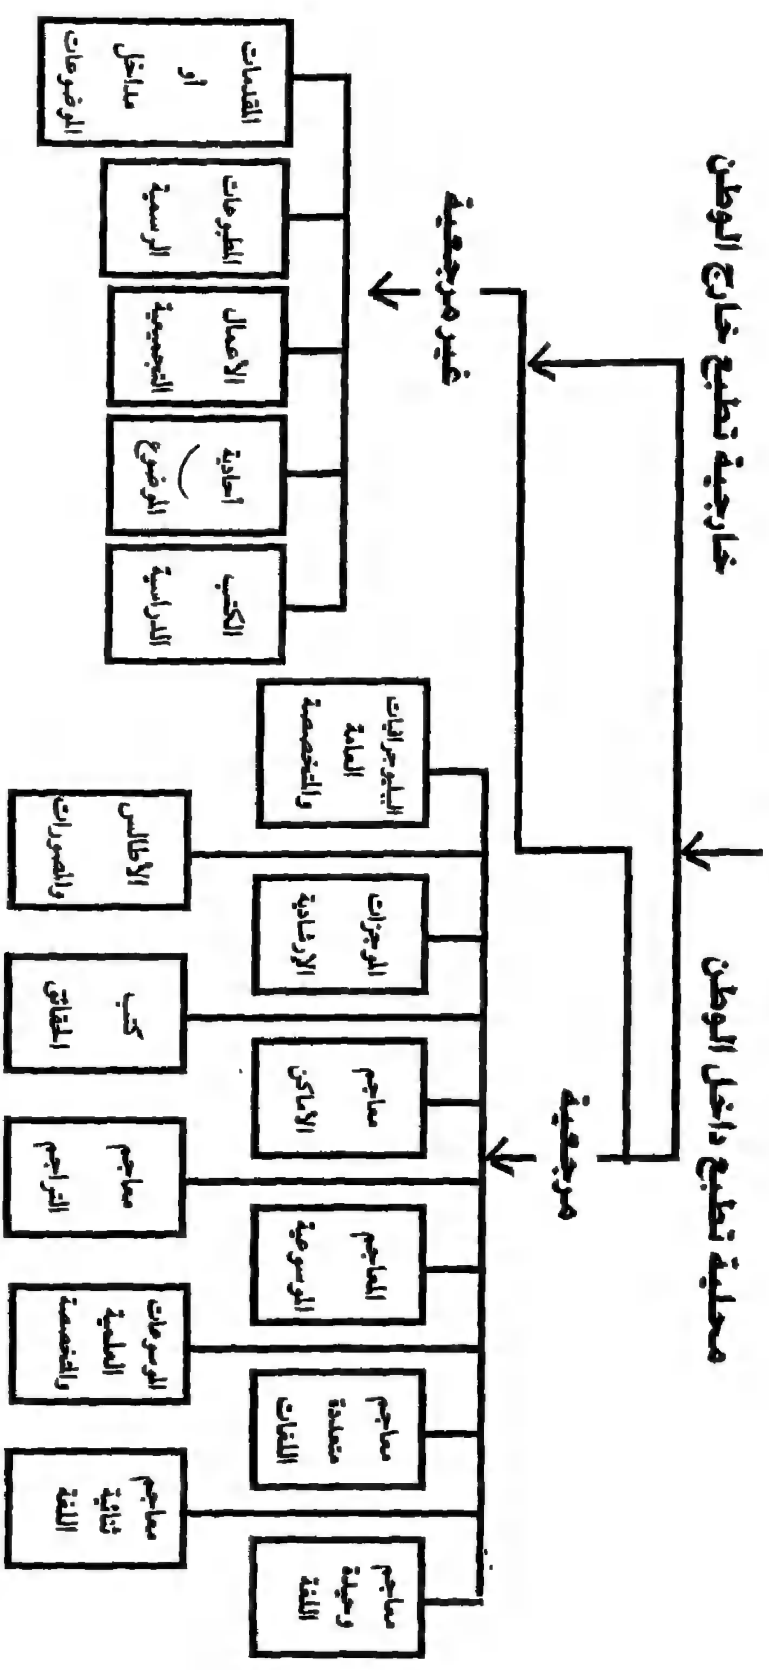 محلية تطبع داخل الوطن
خارجية تطبع خارج الوطن
مرجعية
غير مرجعية
معاجم
وحيدة
اللغة
معاجم
متعددة
اللغات
المعاجم
الموسوعية
معاجم
الأماكن
الموجزات
الإرشادية
الببليوجرافيات
العامة
والمتخصصة
معاجم
ثنائية
اللغة
الموسوعات
العلمية
والمتخصصة
معاجم
التراجم
كتب
الحقائق
الأطالس
والمصورات
الكتب
الدراسية
أحادية
الموضوع
الأعمال
التجميعية
المطبوعات
الرسمية
المقدمات
أو
مداخل
الموضوعات